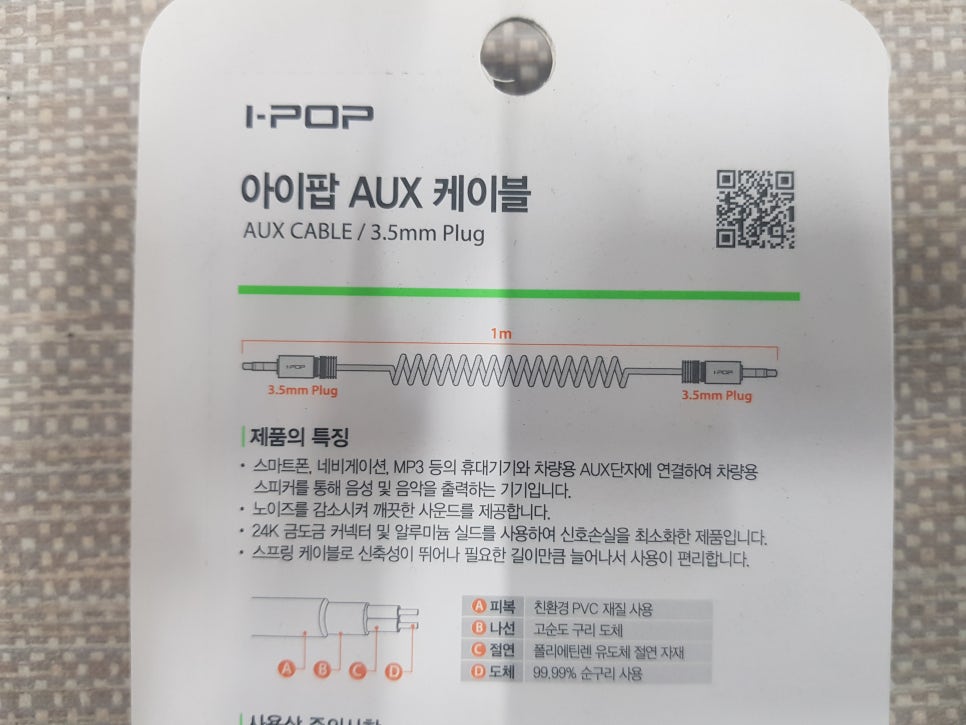 I-POP
아이팝 AUX 케이블
AUX CABLE / 3.5mm Plug
1m
I-POP
I-POP
3.5mm Plug
3.5mm Plug
제품의 특징
• 스마트폰, 네비게이션, MP3 등의 휴대기기와 차량용 AUX단자에 연결하여 차량용
스피커를 통해 음성 및 음악을 출력하는 기기입니다.
• 노이즈를 감소시켜 깨끗한 사운드를 제공합니다.
• 24K 금도금 커넥터 및 알루미늄 실드를 사용하여 신호손실을 최소화한 제품입니다.
• 스프링 케이블로 신축성이 뛰어나 필요한 길이만큼 늘어나서 사용이 편리합니다.
A B C D
A 피복 친환경 PVC 재질 사용
B 나선 고순도 구리 도체
C 절연 폴리에틴렌 유도체 절연 자재
D 도체 99.99% 순구리 사용
사용상 주의사항